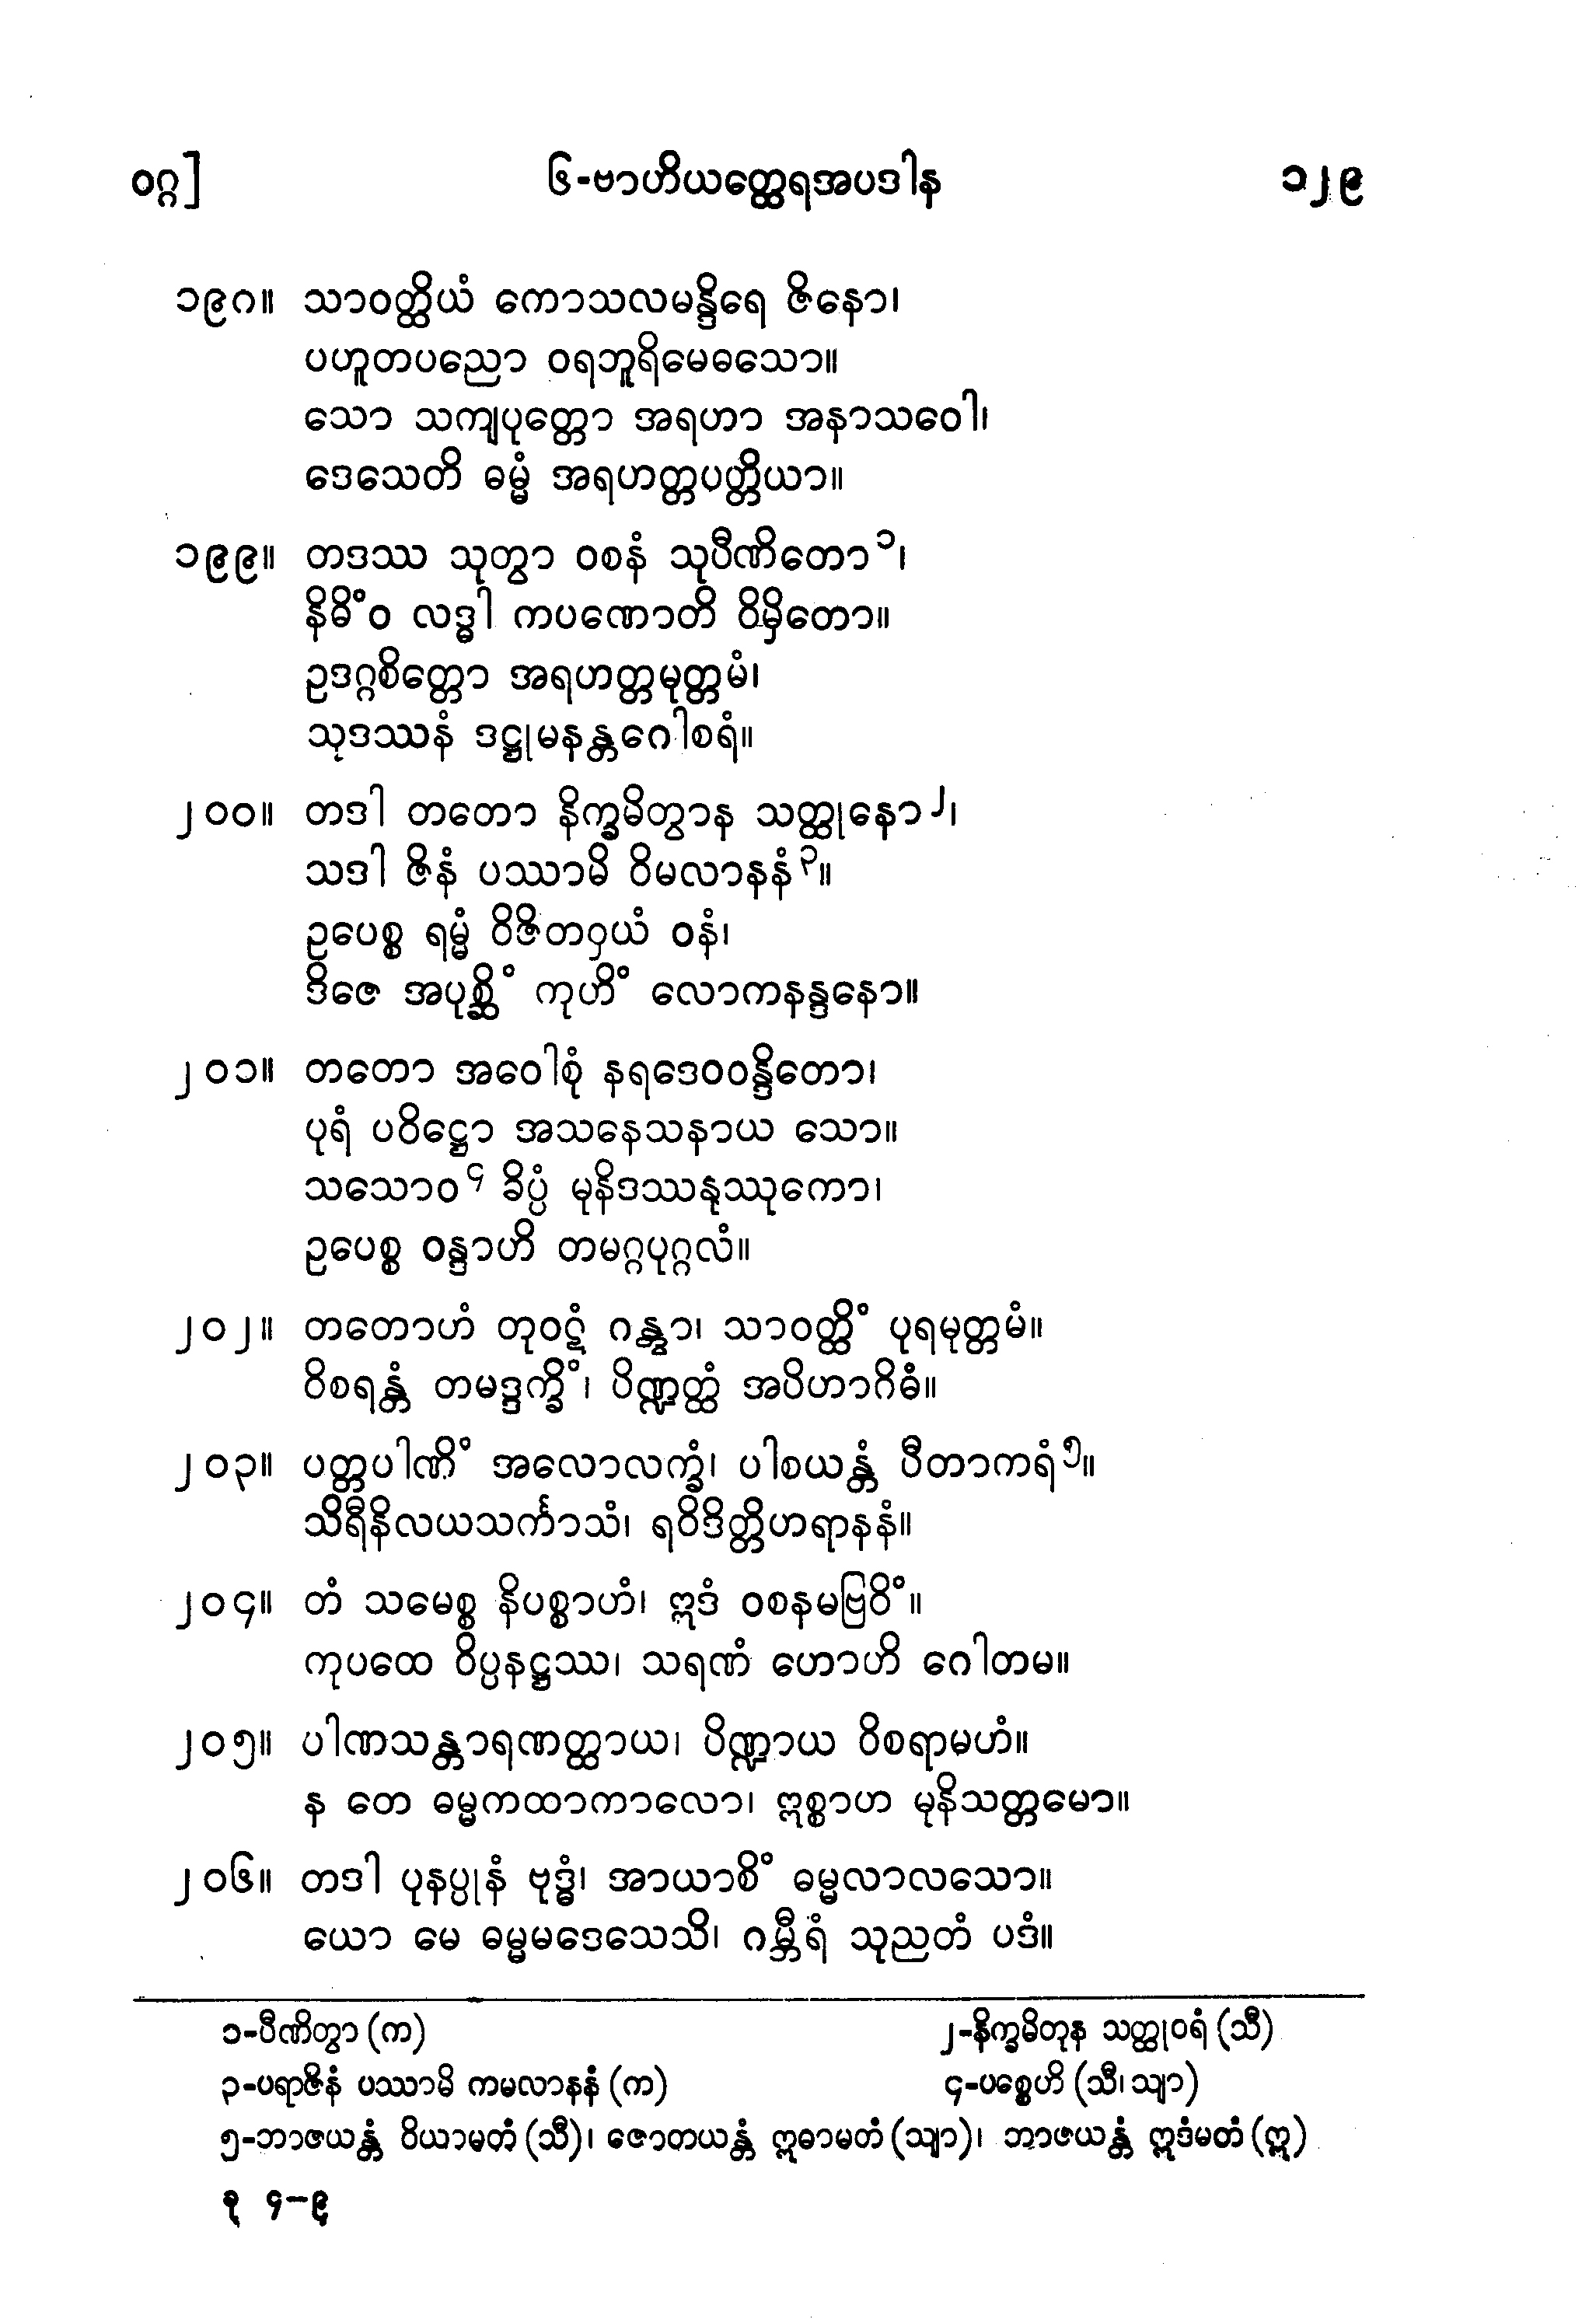 ဝဂ္ဂ] ၆-ဗာဟိယတ္ထေရအပဒါန ၁၂၉
၁၉၈။ သာဝတ္ထိယံ ကောသလမန္ဒိရေ ဇိနော၊
ပဟူတပညော ဝရဘူရိမေဓသော။
သော သကျပုတ္တော အရဟာ အနာသဝေါ၊
ဒေသေတိ ဓမ္မံ အရဟတ္တပတ္တိယာ။
၁၉၉။ တဒဿ သုတွာ ဝစနံ သုပီဏိတော၁၊
နိဓိံဝ လဒ္ဓါ ကပဏောတိ ဝိမှိတော။
ဥဒဂ္ဂစိတ္တော အရဟတ္တမုတ္တမံ၊
သုဒဿနံ ဒဋ္ဌုမနန္တဂေါစရံ။
၂၀၀။ တဒါ တတော နိက္ခမိတွာန သတ္ထုနော၂၊
သဒါ ဇိနံ ပဿာမိ ဝိမလာနနံ၃။
ဥပေစ္စ ရမ္မံ ဝိဇိတဝှယံ ဝနံ၊
ဒိဇေ အပုစ္ဆိံ ကုဟိံ လောကနန္ဒနော။
၂၀၁။ တတော အဝေါစုံ နရဒေဝဝန္ဒိတော၊
ပုရံ ပဝိဋ္ဌော အသနေသနာယ သော။
သသောဝ၄ ခိပ္ပံ မုနိဒဿနုဿုကော၊
ဥပေစ္စ ဝန္ဒာဟိ တမဂ္ဂပုဂ္ဂလံ။
၂၀၂။ တတောဟံ တုဝဋံ ဂန္တွာ၊ သာဝတ္ထိံ ပုရမုတ္တမံ။
ဝိစရန္တံ တမဒ္ဒက္ခိံ၊ ပိဏ္ဍတ္ထံ အပိဟာဂိဓံ။
၂၀၃။ ပတ္တပါဏိံ အလောလက္ခံ၊ ပါစယန္တံ ပီတာကရံ၅။
သိရီနိလယသင်္ကာသံ၊ ရဝိဒိတ္တိဟရာနနံ။
၂၀၄။ တံ သမေစ္စ နိပစ္စာဟံ၊ ဣဒံ ဝစနမဗြဝိံ။
ကုပထေ ဝိပ္ပနဋ္ဌဿ၊ သရဏံ ဟောဟိ ဂေါတမ။
၂၀၅။ ပါဏသန္တာရဏတ္ထာယ၊ ပိဏ္ဍာယ ဝိစရာမဟံ။
န တေ ဓမ္မကထာကာလော၊ ဣစ္စာဟ မုနိသတ္တမော။
၂၀၆။ တဒါ ပုနပ္ပုနံ ဗုဒ္ဓံ၊ အာယာစိံ ဓမ္မလာလသော။
ယော မေ ဓမ္မမဒေသေသိ၊ ဂမ္ဘီရံ သုညတံ ပဒံ။
၁-ပီဏိတွာ (က) ၂-နိက္ခမိတုန သတ္ထုဝရံ (သီ)
၃-ပရာဇိနံ ပဿာမိ ကမလာနနံ (က) ၄-ပစ္စေဟိ (သီ၊ သျာ)
၅-ဘာဇယန္တံ ဝိယာမတံ (သီ)၊ ဇောတယန္တံ ဣဓာမတံ (သျာ)၊ ဘာဇယန္တံ ဣဒံမတံ (ဣ)
ခု ၄-၉